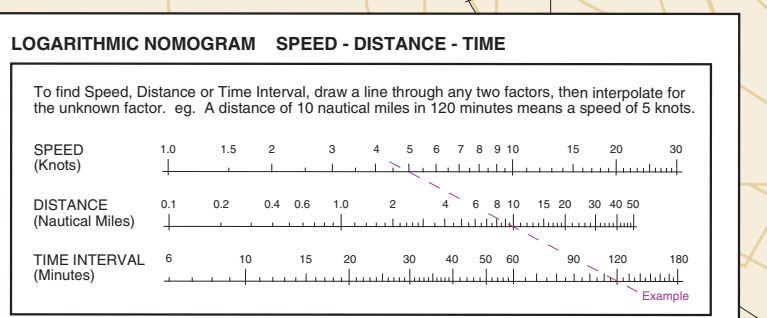 LOGARITHMIC NOMOGRAM SPEED - DISTANCE - TIME
To find Speed, Distance or Time Interval, draw a line through any two factors, then interpolate for
the unknown factor. eg. A distance of 10 nautical miles in 120 minutes means a speed of 5 knots.
SPEED 1.0 1.5 2 3 4 5 6 7 8 9 10 15 20 30
(Knots)
DISTANCE 0.1 0.2 0.4 0.6 1.0 2 4 6 8 10 15 20 30 40 50
(Nautical Miles)
TIME INTERVAL 6 10 15 20 30 40 50 60 90 120 180
(Minutes)
Example